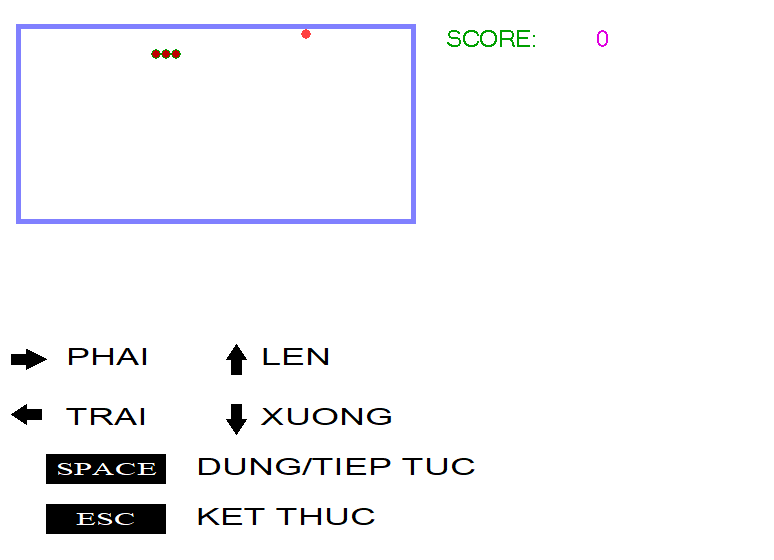 SCORE: 0
PHAI LEN
TRAI XUONG
SPACE DUNG/TIEP TUC
ESC KET THUC